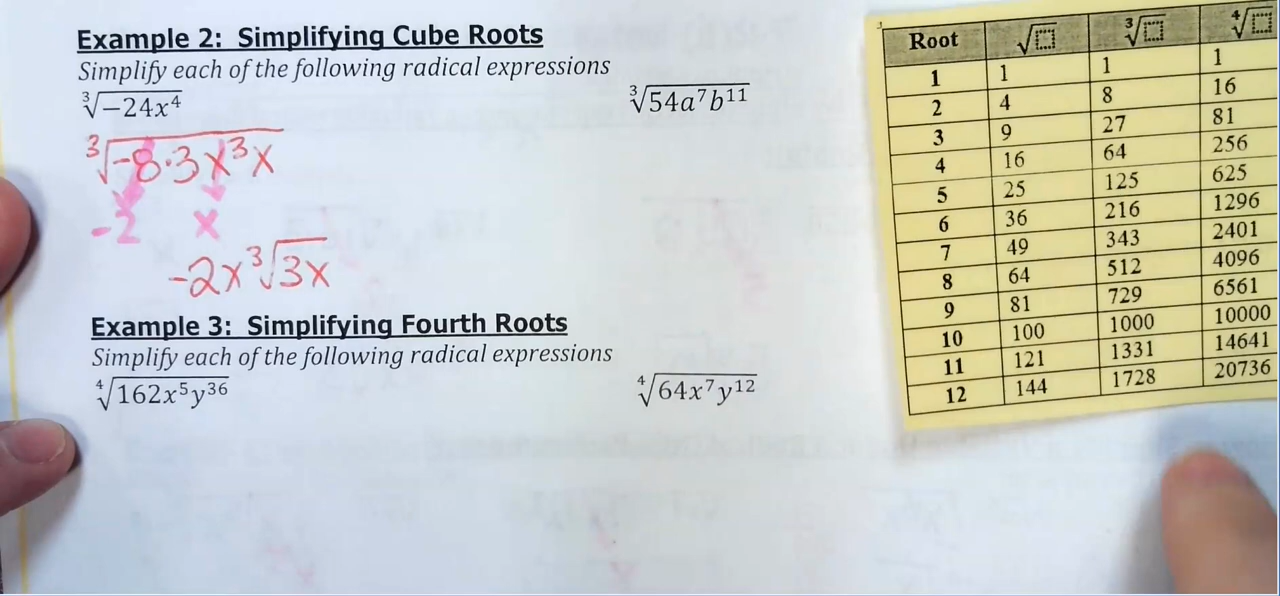 Example 2: Simplifying Cube Roots
Simplify each of the following radical expressions
∛−24x⁴ ∛54a⁷b¹¹
∛-8·3x³x
-2 x
-2x∛3x
Example 3: Simplifying Fourth Roots
Simplify each of the following radical expressions
∜162x⁵y³⁶ ∜64x⁷y¹²
Root √⬚ ∛⬚ ∜⬚
1 1 1 1
2 4 8 16
3 9 27 81
4 16 64 256
5 25 125 625
6 36 216 1296
7 49 343 2401
8 64 512 4096
9 81 729 6561
10 100 1000 10000
11 121 1331 14641
12 144 1728 20736